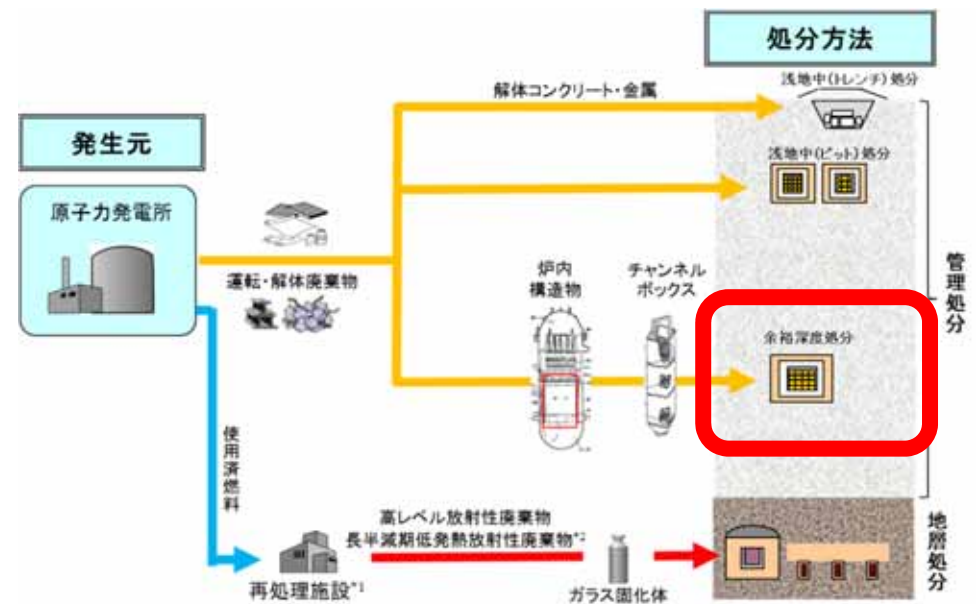 処分方法
浅地中(トレンチ)処分
解体コンクリート・金属
発生元
浅地中(ピット)処分
原子力発電所
運転・解体廃棄物
炉内
構造物
チャンネル
ボックス
管理処分
余裕深度処分
使用済燃料
高レベル放射性廃棄物
長半減期低発熱放射性廃棄物*2
地層処分
再処理施設*1
ガラス固化体